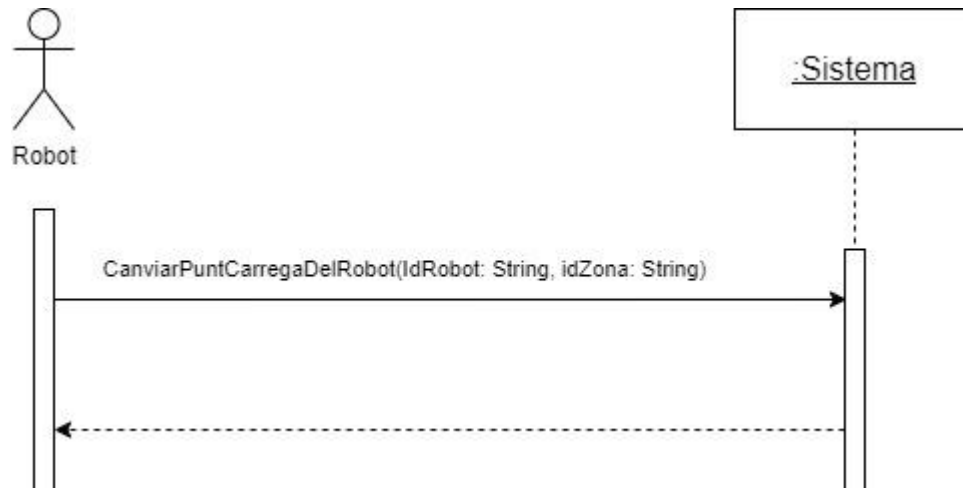 :Sistema
Robot
CanviarPuntCarregaDelRobot(IdRobot: String, idZona: String)